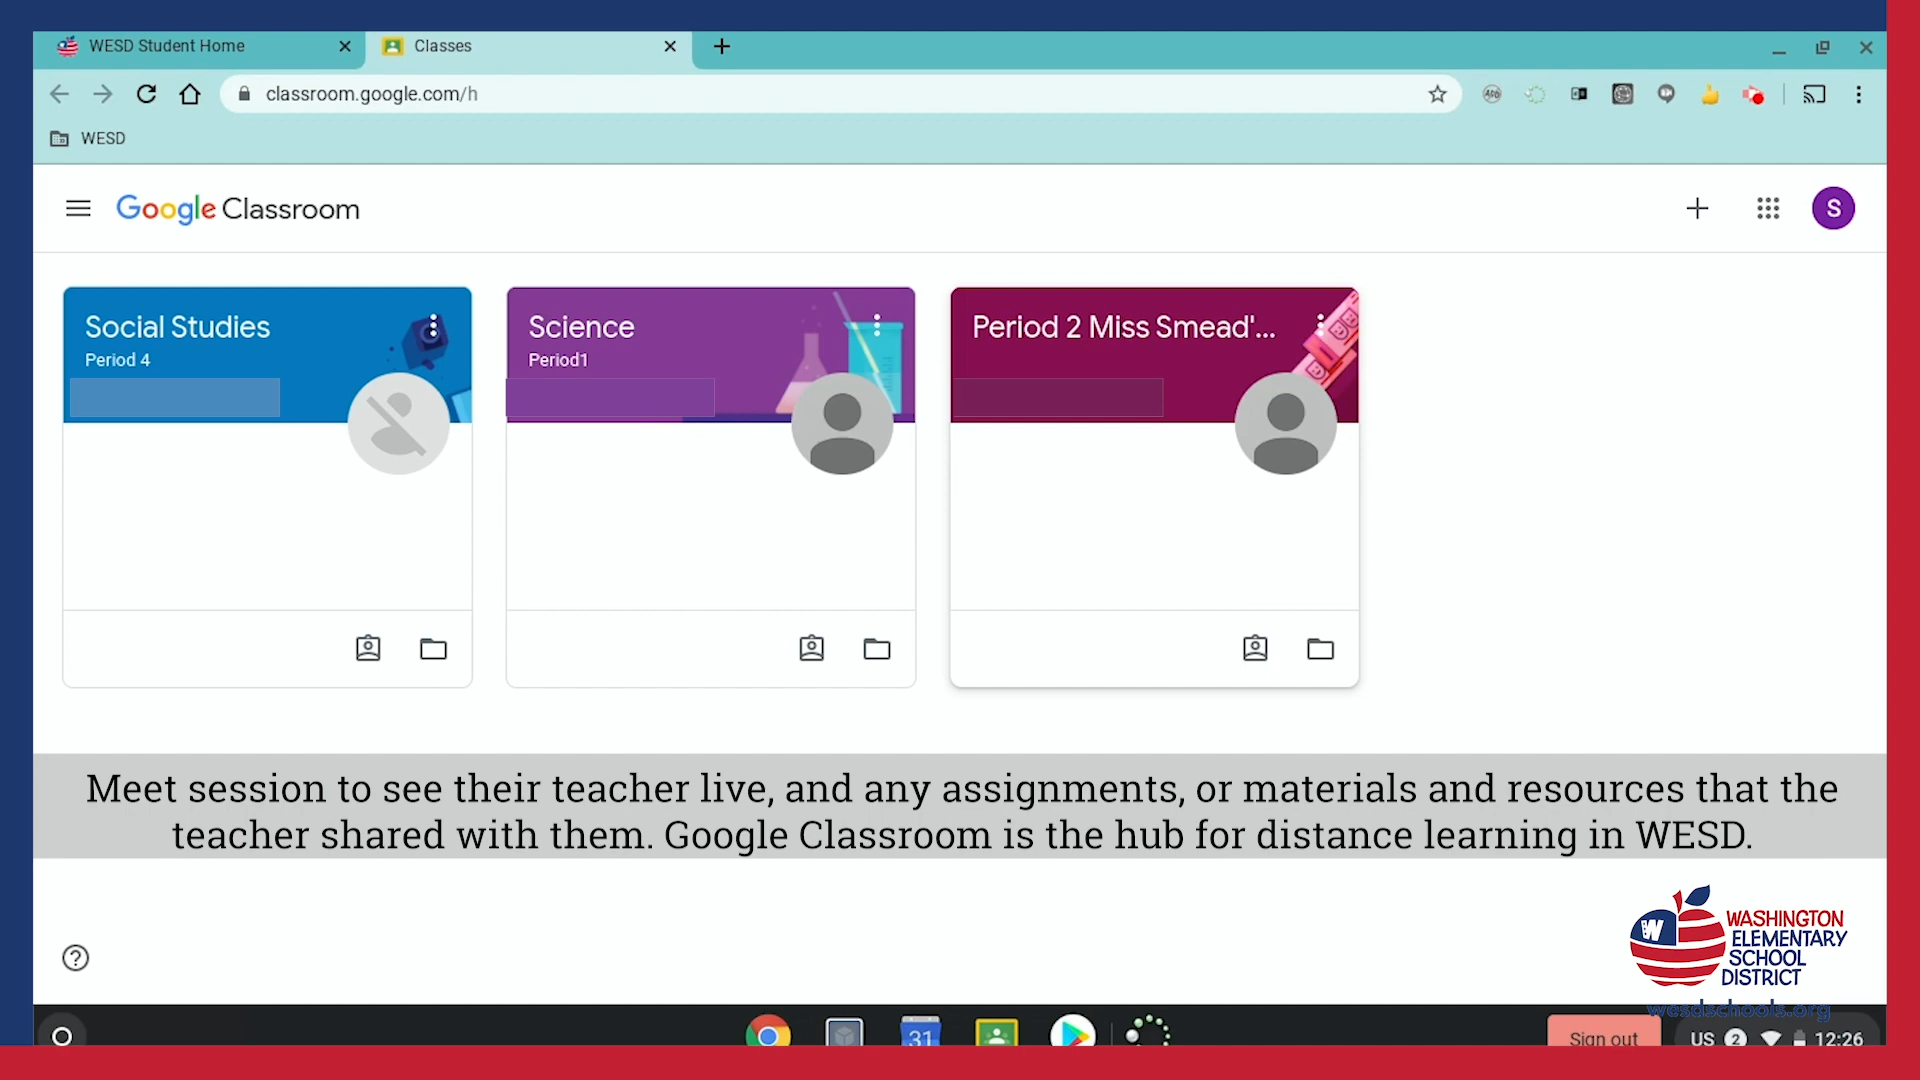 WESD Student Home
Classes
classroom.google.com/h
WESD
Google Classroom
S
Social Studies
Period 4
Science
Period1
Period 2 Miss Smead'...
Meet session to see their teacher live, and any assignments, or materials and resources that the
teacher shared with them. Google Classroom is the hub for distance learning in WESD.
W
WASHINGTON
ELEMENTARY
SCHOOL
DISTRICT
wesdschools.org
31
Sign out
US 2 12:26